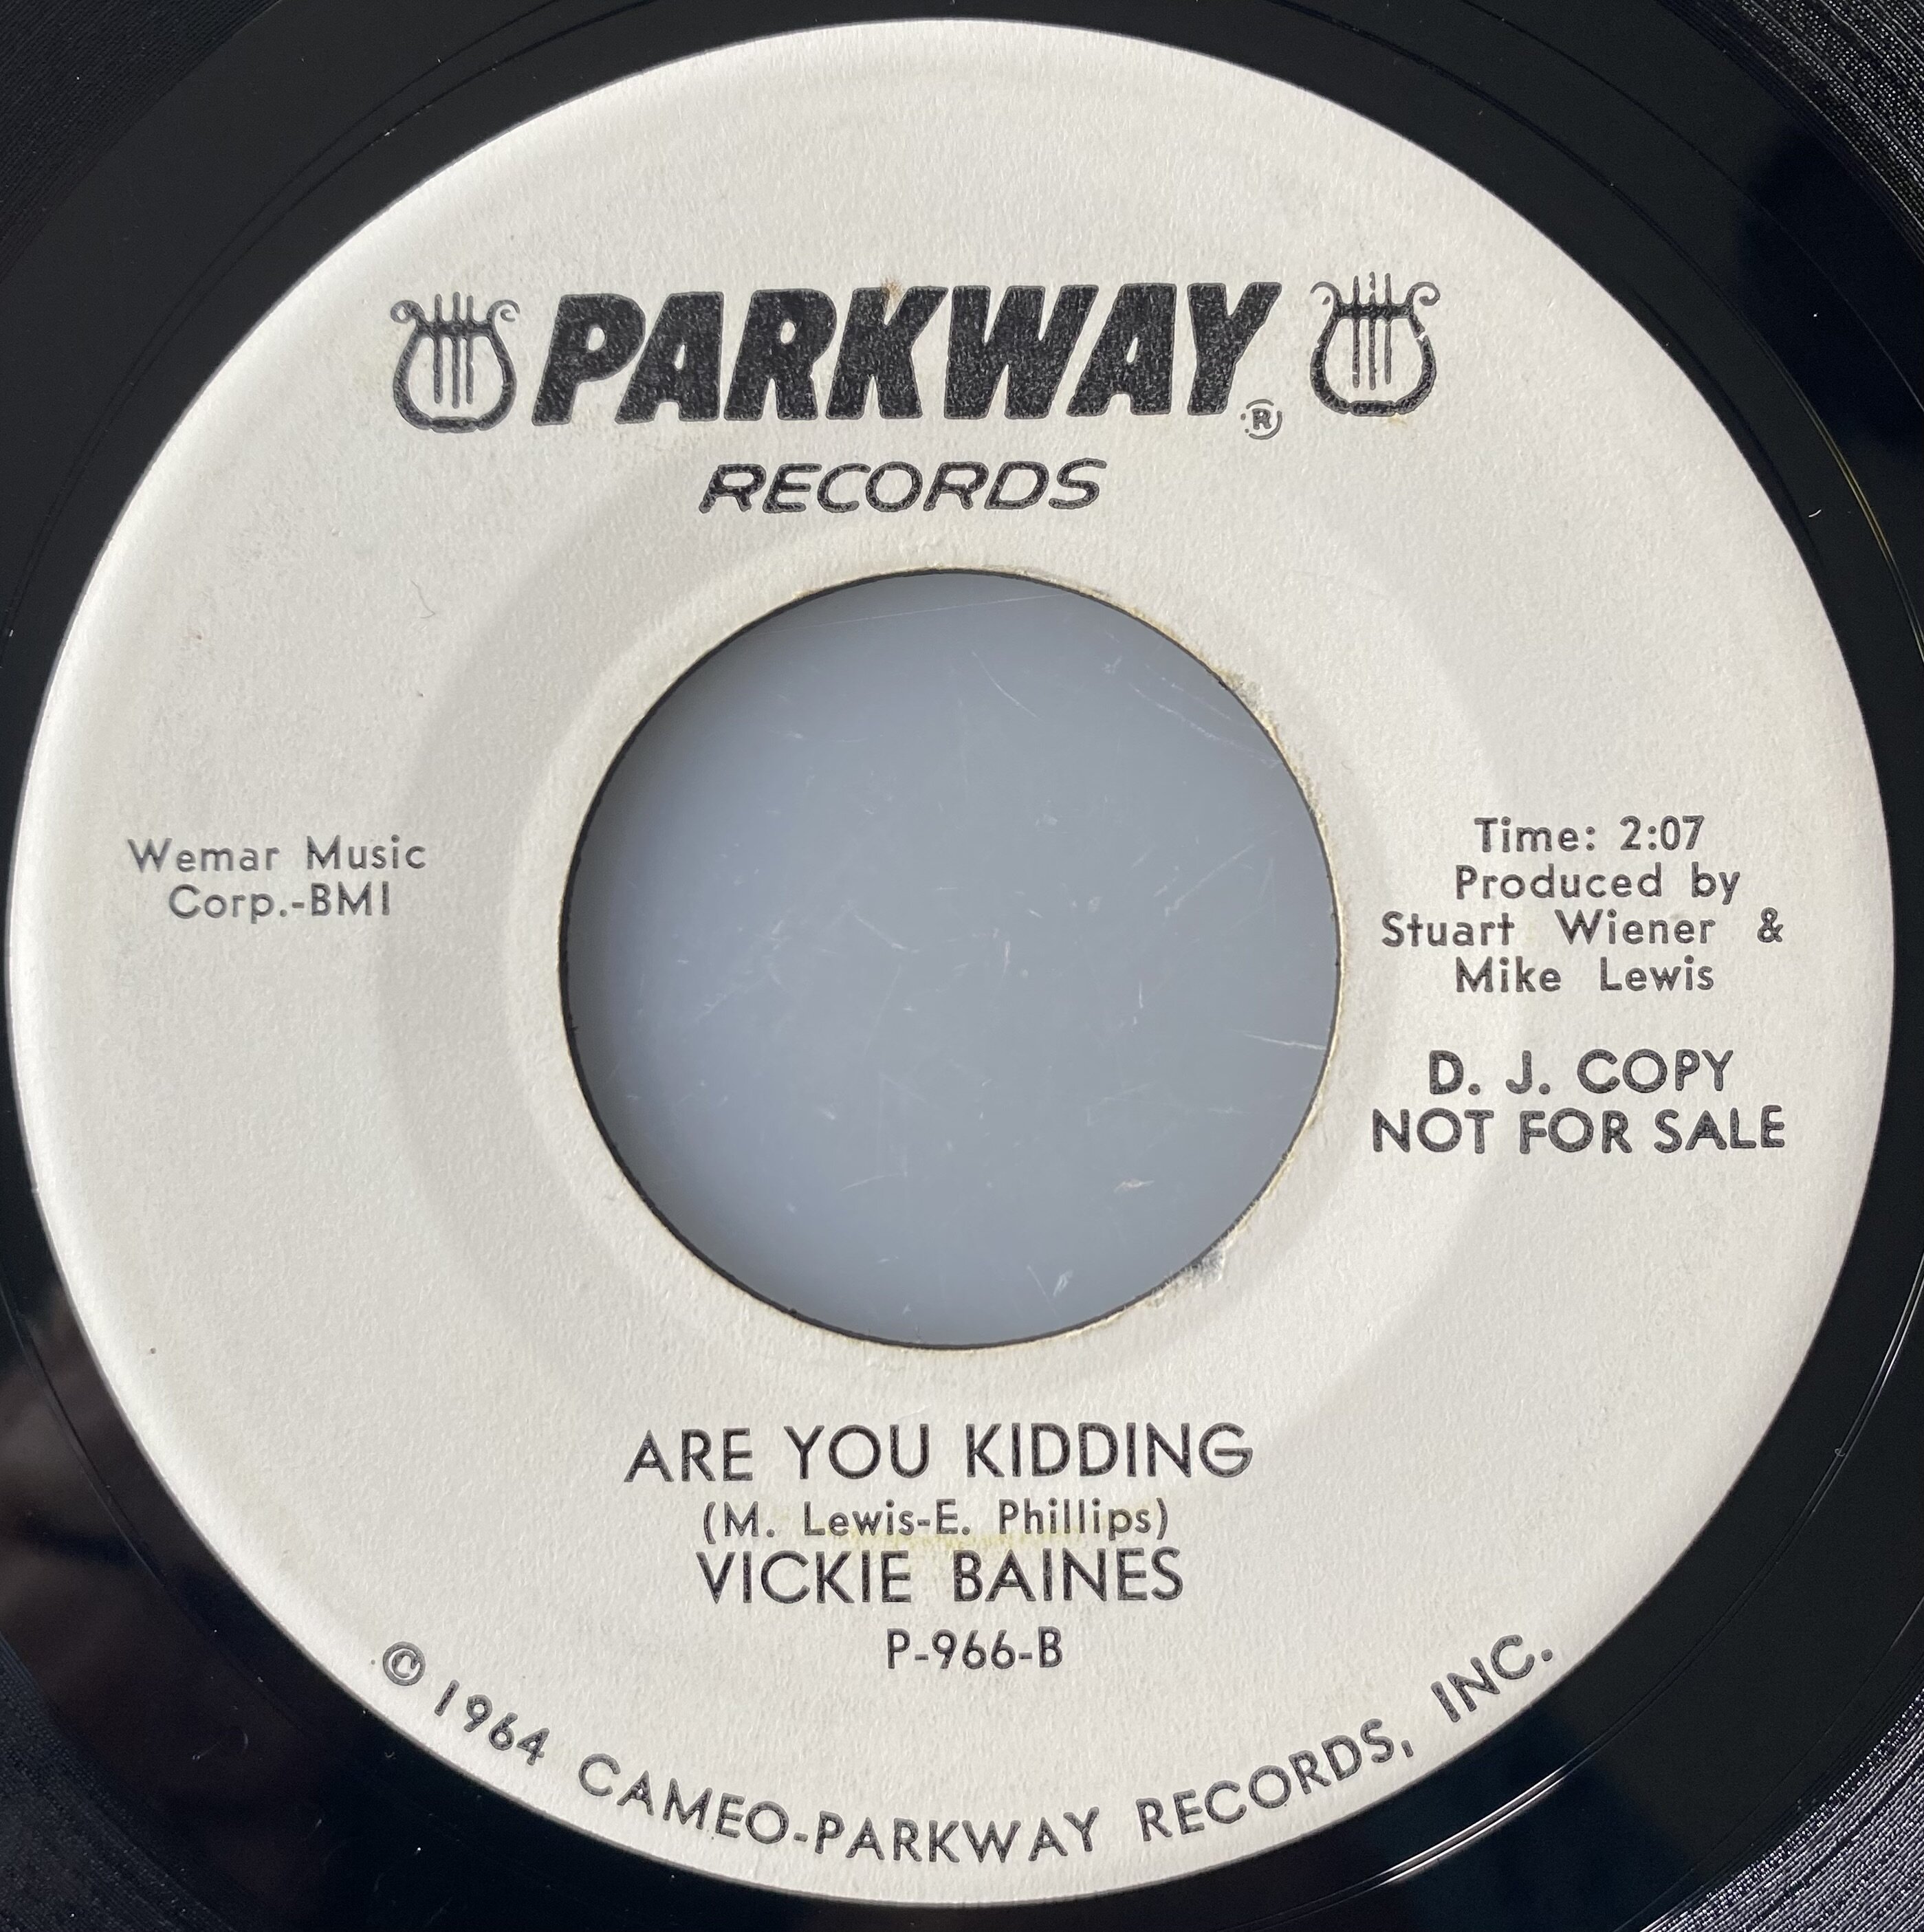 PARKWAY®
RECORDS
Wemar Music
Corp.-BMI
Time: 2:07
Produced by
Stuart Wiener &
Mike Lewis
D. J. COPY
NOT FOR SALE
ARE YOU KIDDING
(M. Lewis-E. Phillips)
VICKIE BAINES
P-966-B
© 1964 CAMEO-PARKWAY RECORDS, INC.